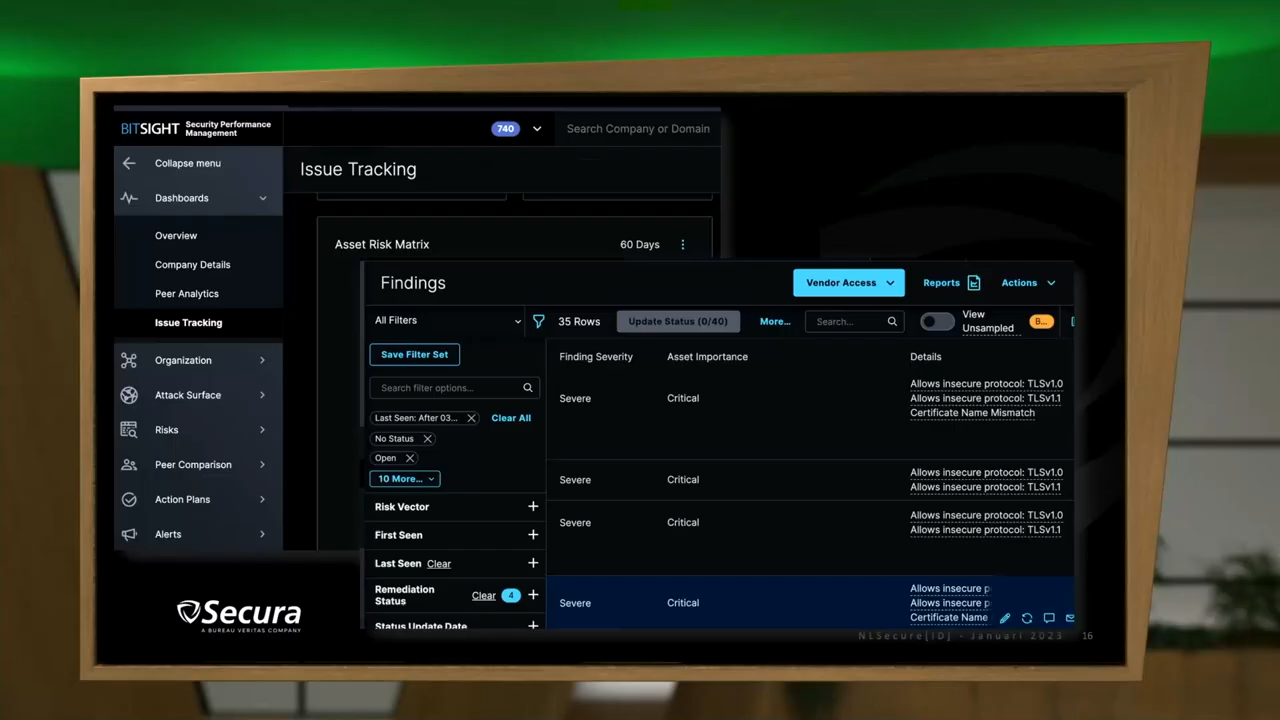 BITSIGHT Security Performance
Management
740
Search Company or Domain
Collapse menu
Issue Tracking
Dashboards
Overview
Company Details
Peer Analytics
Issue Tracking
Organization
Attack Surface
Risks
Peer Comparison
Action Plans
Alerts
Asset Risk Matrix
60 Days
Findings
Vendor Access
Reports
Actions
All Filters
35 Rows
Update Status (0/40)
More...
Search...
View
Unsampled
B...
Save Filter Set
Search filter options...
Last Seen: After 03...
Clear All
No Status
Open
10 More...
Risk Vector
First Seen
Last Seen Clear
Remediation
Status
Clear
4
Status Update Date
Finding Severity
Asset Importance
Details
Severe
Critical
Allows insecure protocol: TLSv1.0
Allows insecure protocol: TLSv1.1
Certificate Name Mismatch
Severe
Critical
Allows insecure protocol: TLSv1.0
Allows insecure protocol: TLSv1.1
Severe
Critical
Allows insecure protocol: TLSv1.0
Allows insecure protocol: TLSv1.1
Severe
Critical
Allows insecure p
Allows insecure p
Certificate Name
Secura
A BUREAU VERITAS COMPANY
NLSecure[ID] - Januari 2023
16